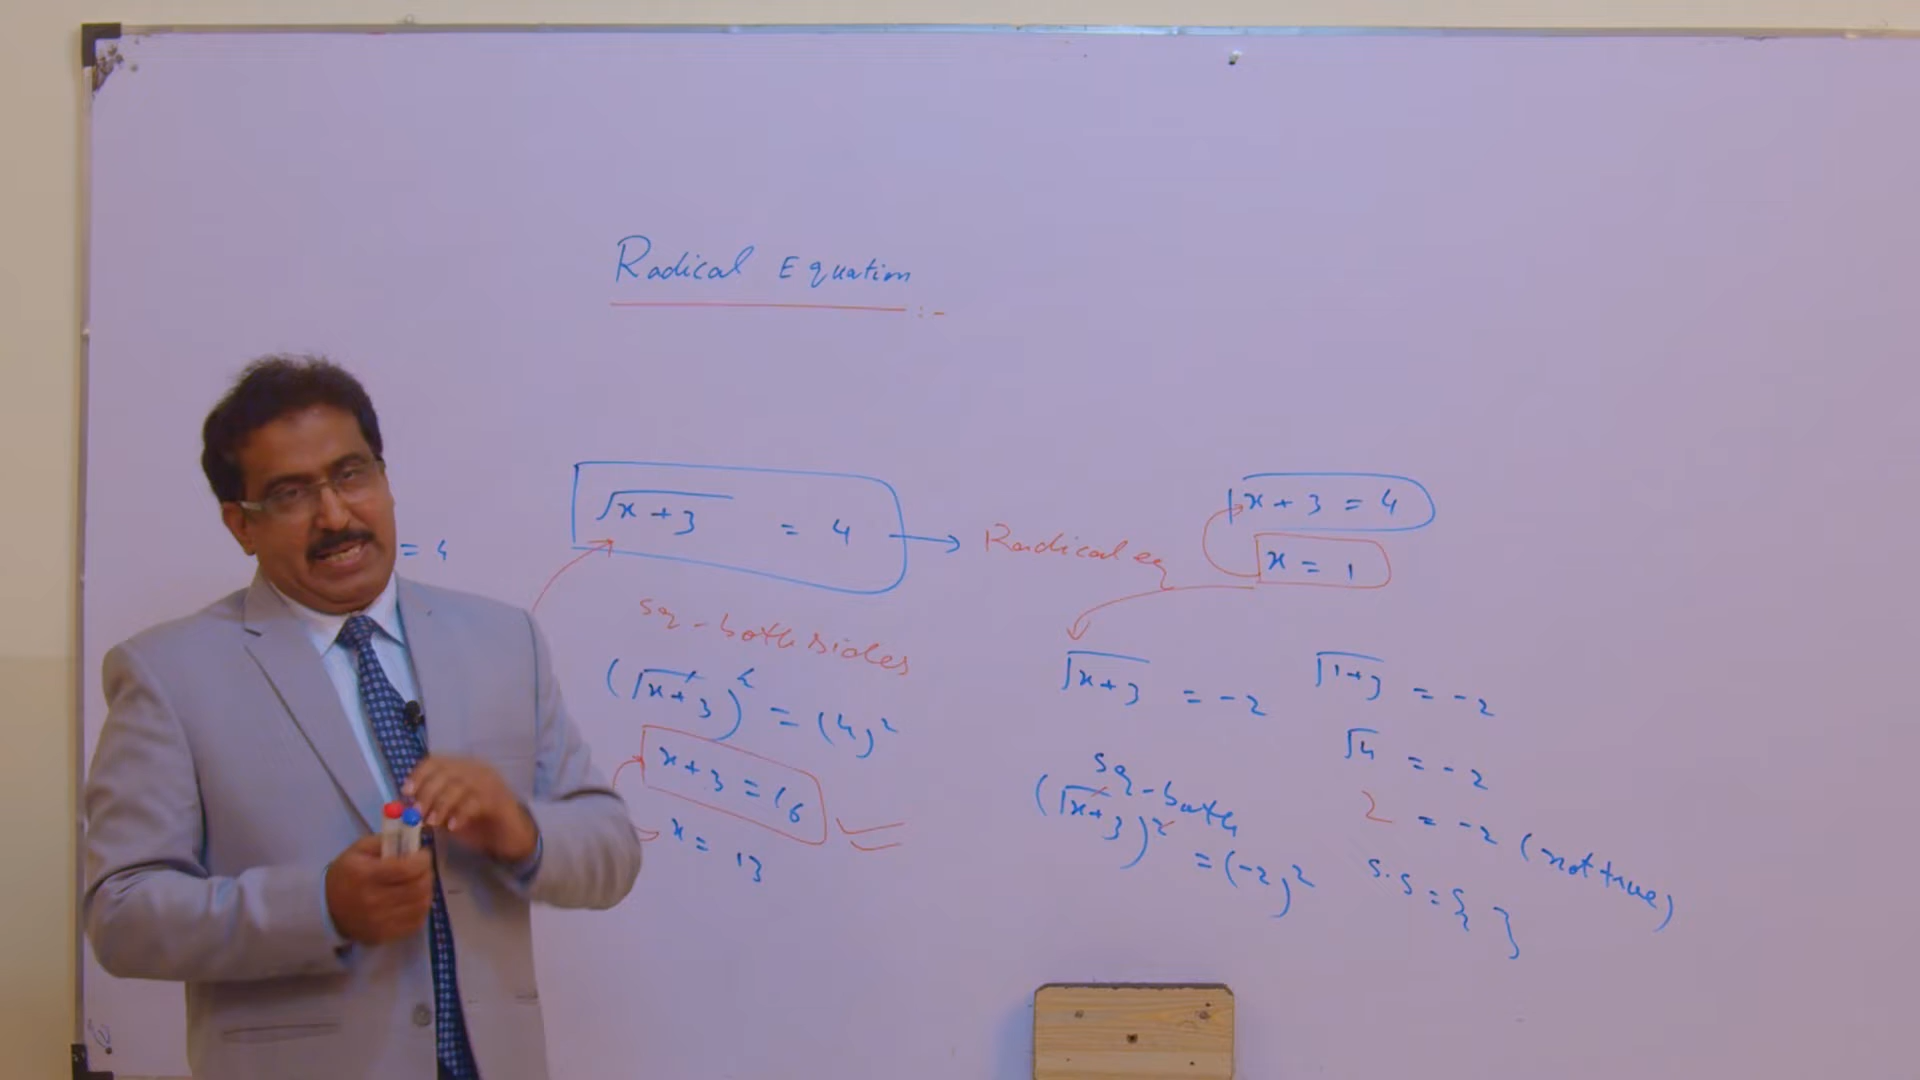 Radical Equation :-
= 4
√x+3 = 4 → Radical eq
sq-both sides
(√x+3)² = (4)²
x+3 = 16
x = 13
x+3 = 4
x = 1
√x+3 = -2
sq-both
(√x+3)² = (-2)²
√1+3 = -2
√4 = -2
2 = -2 (not true)
S.S = { }